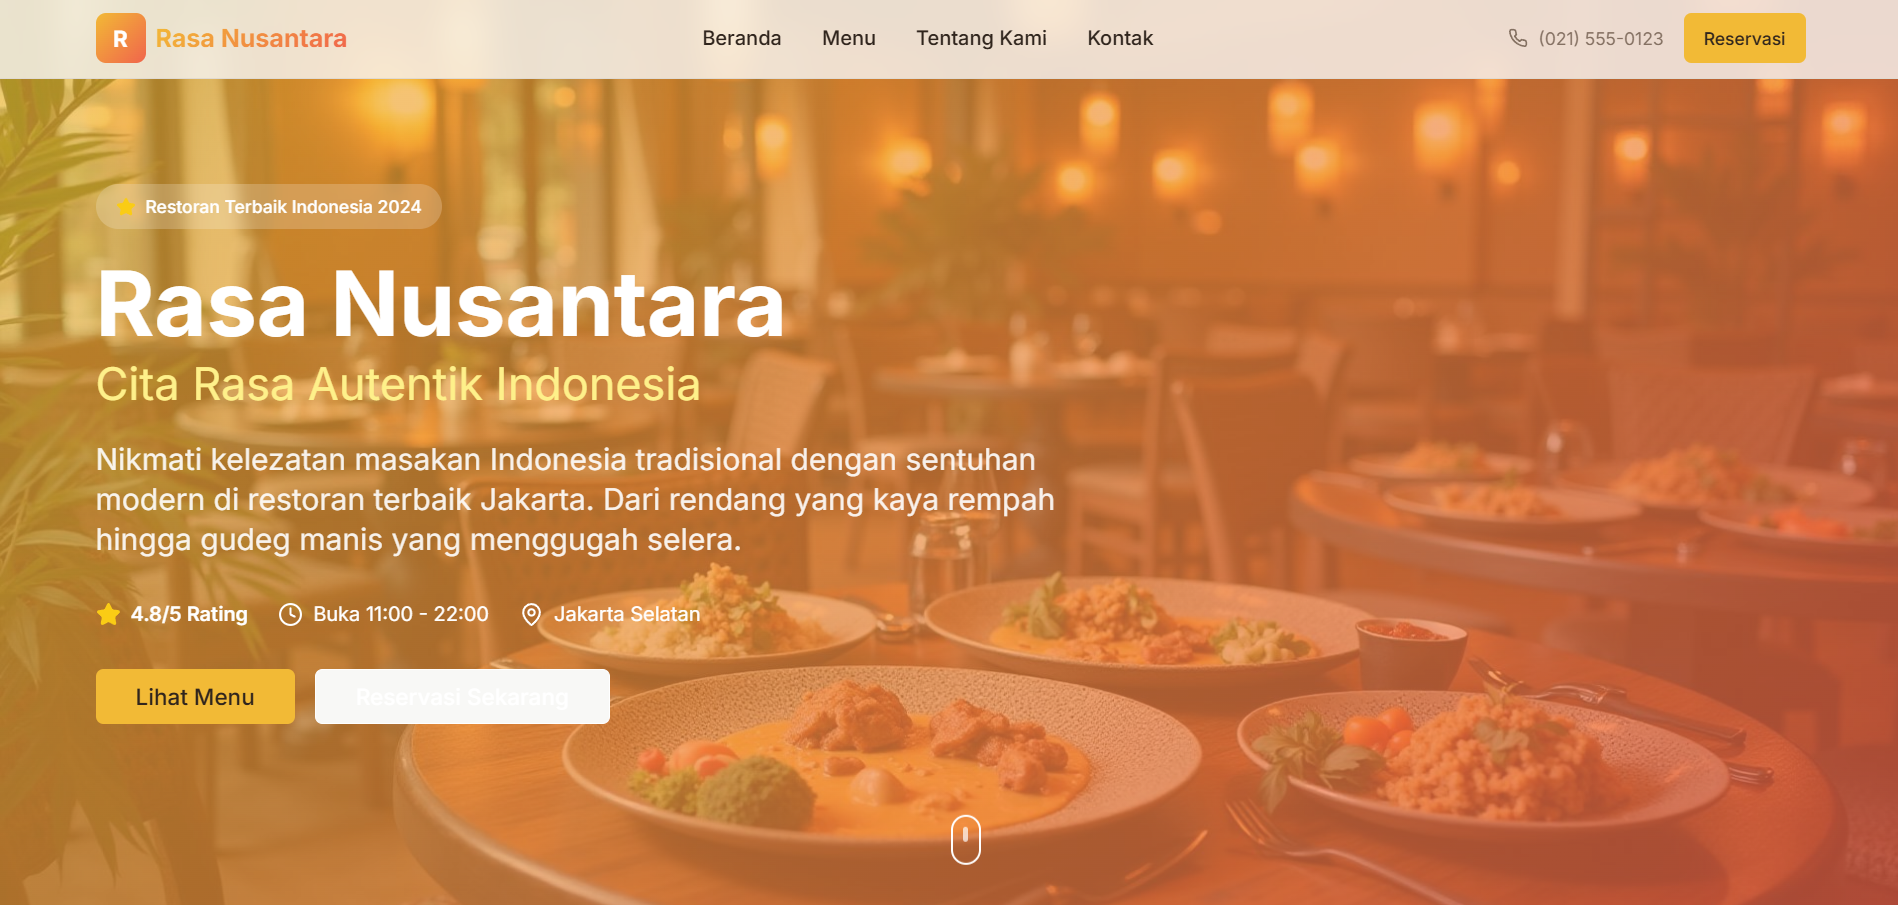 R
Rasa Nusantara
Beranda
Menu
Tentang Kami
Kontak
(021) 555-0123
Reservasi
Restoran Terbaik Indonesia 2024
Rasa Nusantara
Cita Rasa Autentik Indonesia
Nikmati kelezatan masakan Indonesia tradisional dengan sentuhan
modern di restoran terbaik Jakarta. Dari rendang yang kaya rempah
hingga gudeg manis yang menggugah selera.
4.8/5 Rating
Buka 11:00 - 22:00
Jakarta Selatan
Lihat Menu
Reservasi Sekarang